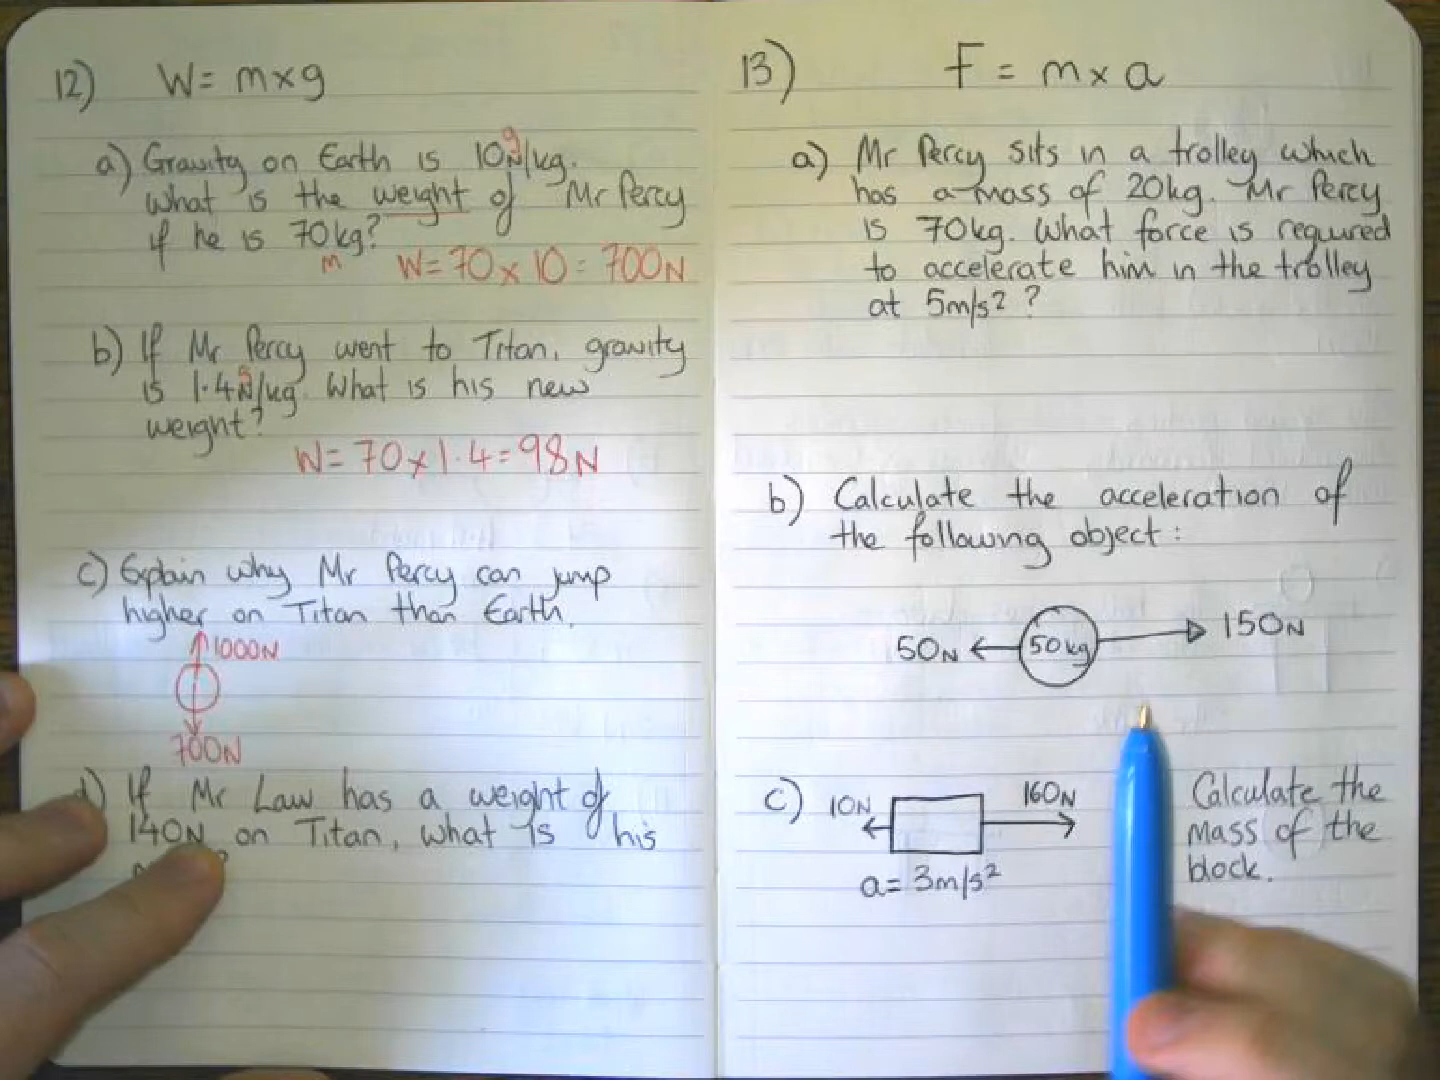 12) W = m x g
a) Gravity on Earth is 10N/kg.
g
What is the weight of Mr Percy
if he is 70kg?
m
W = 70 x 10 = 700N
b) If Mr Percy went to Titan, gravity
is 1.4N/kg What is his new
g
weight?
W = 70 x 1.4 = 98N
c) Explain why Mr Percy can jump
higher on Titan than Earth.
1000N
700N
d) If Mr Law has a weight of
140N on Titan, what is his
13) F = m x a
a) Mr Percy sits in a trolley which
has a mass of 20kg. Mr Percy
is 70kg. What force is required
to accelerate him in the trolley
at 5m/s² ?
b) Calculate the acceleration of
the following object :
50N 50kg 150N
c) 10N 160N
a = 3m/s²
Calculate the
mass of the
block.